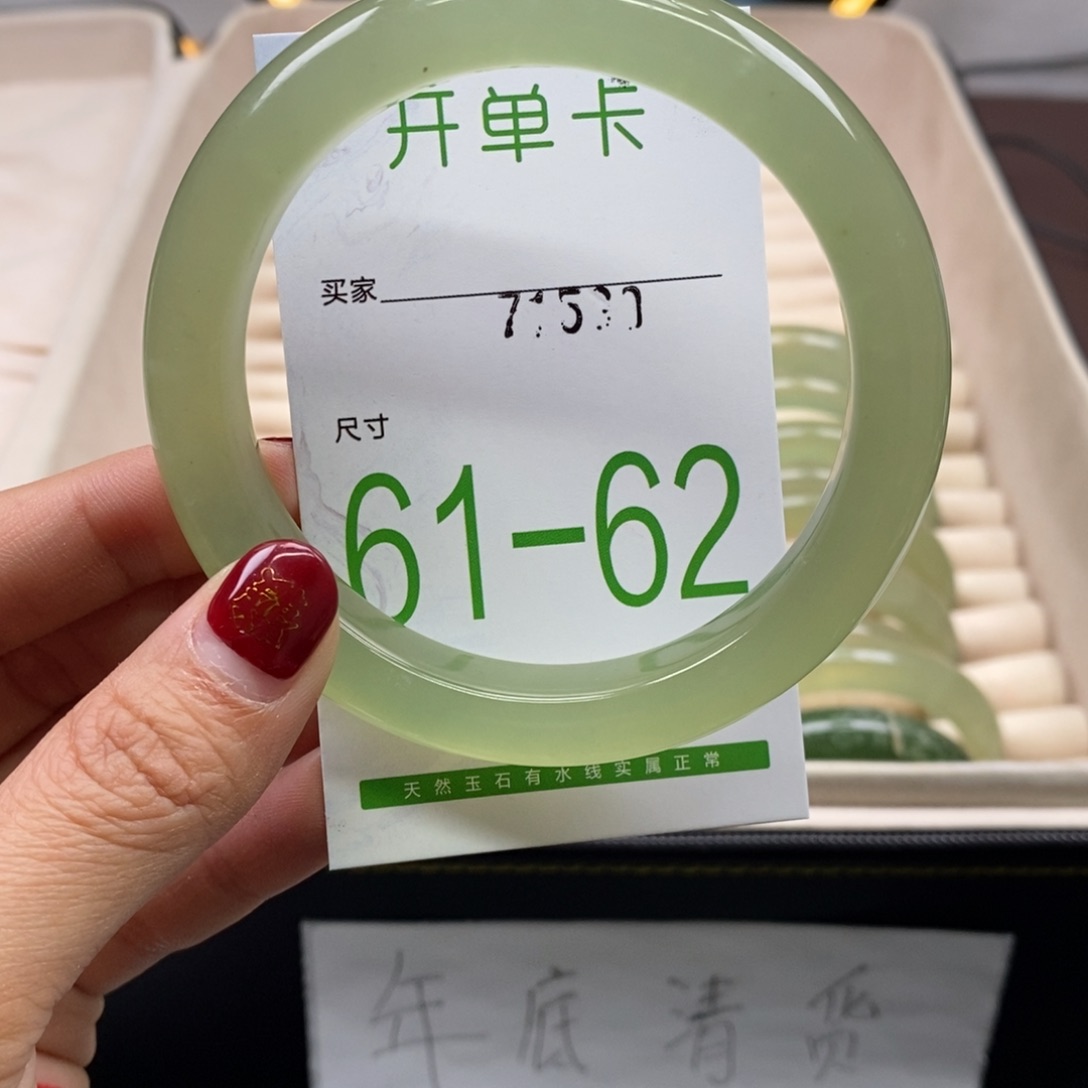 开单卡
买家
尺寸
61-62
天然玉石有水线实属正常
年底清货